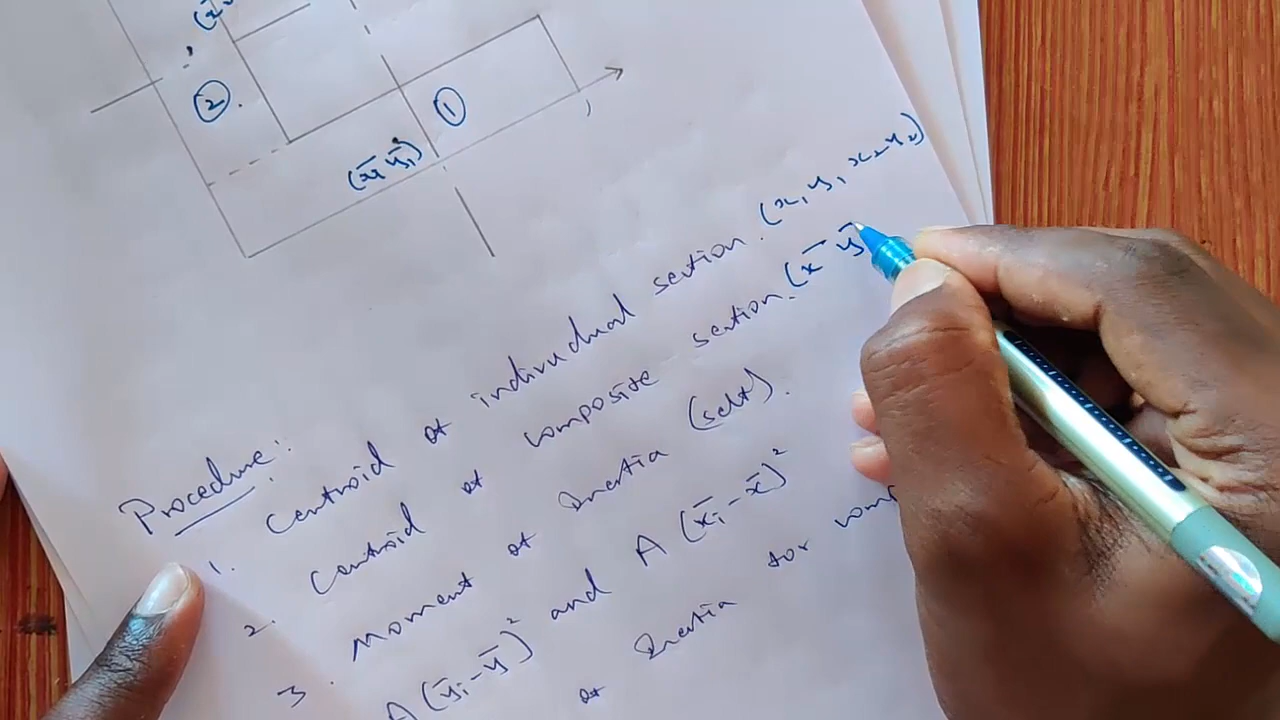 (x̄
②.
①
(x̄₁ ȳ₁)
Procedure:
1. Centroid of individual section. (x₁ y₁, x₂ y₂)
2. Centroid of composite section. (x̄ ȳ
3. Moment of Inertia (self).
A(ȳᵢ-ȳ)² and A(x̄ᵢ-x̄)²
of Inertia for